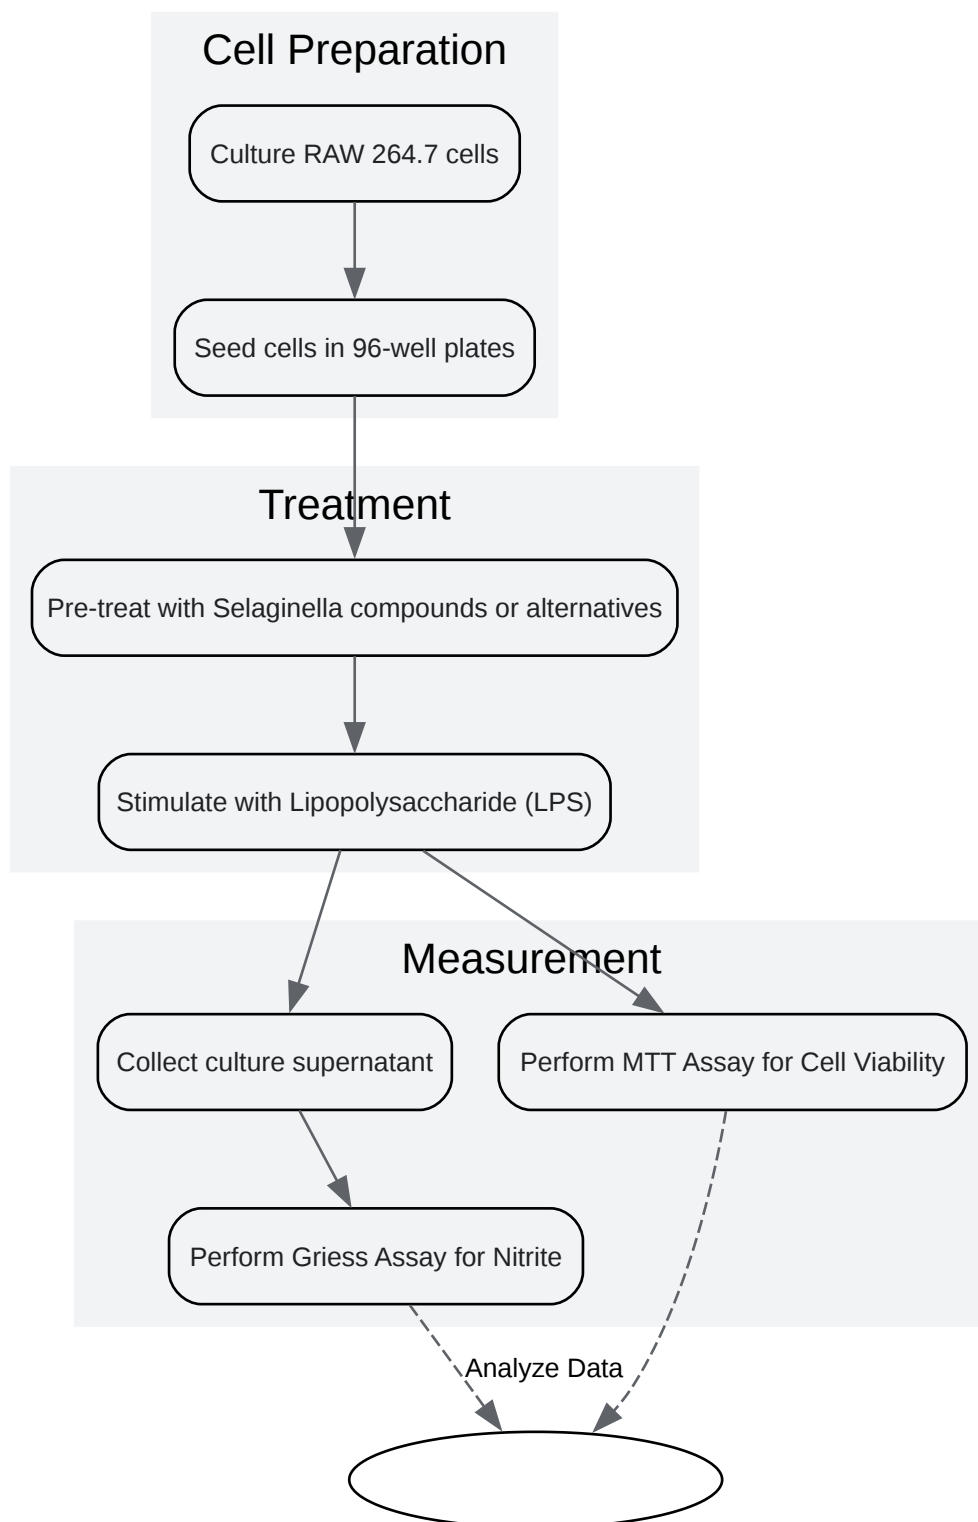 Cell Preparation
Culture RAW 264.7 cells
Seed cells in 96-well plates
Treatment
Pre-treat with Selaginella compounds or alternatives
Stimulate with Lipopolysaccharide (LPS)
Measurement
Collect culture supernatant
Perform MTT Assay for Cell Viability
Perform Griess Assay for Nitrite
Analyze Data